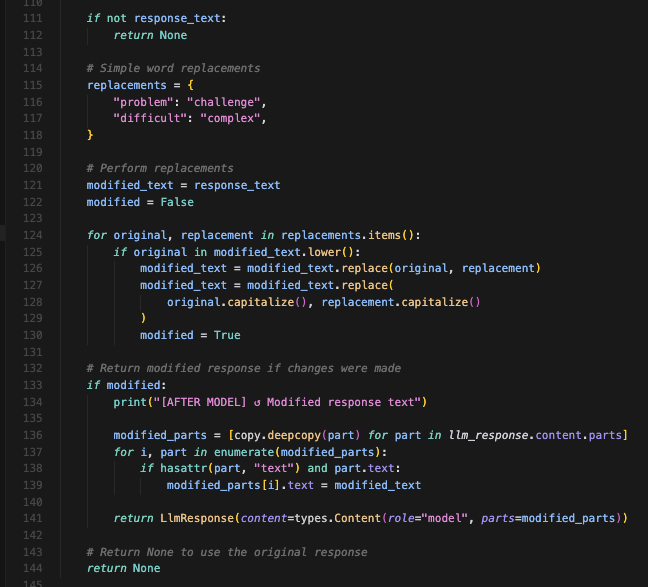 110
111 if not response_text:
112 return None
113
114 # Simple word replacements
115 replacements = {
116 "problem": "challenge",
117 "difficult": "complex",
118 }
119
120 # Perform replacements
121 modified_text = response_text
122 modified = False
123
124 for original, replacement in replacements.items():
125 if original in modified_text.lower():
126 modified_text = modified_text.replace(original, replacement)
127 modified_text = modified_text.replace(
128 original.capitalize(), replacement.capitalize()
129 )
130 modified = True
131
132 # Return modified response if changes were made
133 if modified:
134 print("[AFTER MODEL] ↺ Modified response text")
135
136 modified_parts = [copy.deepcopy(part) for part in llm_response.content.parts]
137 for i, part in enumerate(modified_parts):
138 if hasattr(part, "text") and part.text:
139 modified_parts[i].text = modified_text
140
141 return LlmResponse(content=types.Content(role="model", parts=modified_parts))
142
143 # Return None to use the original response
144 return None
145